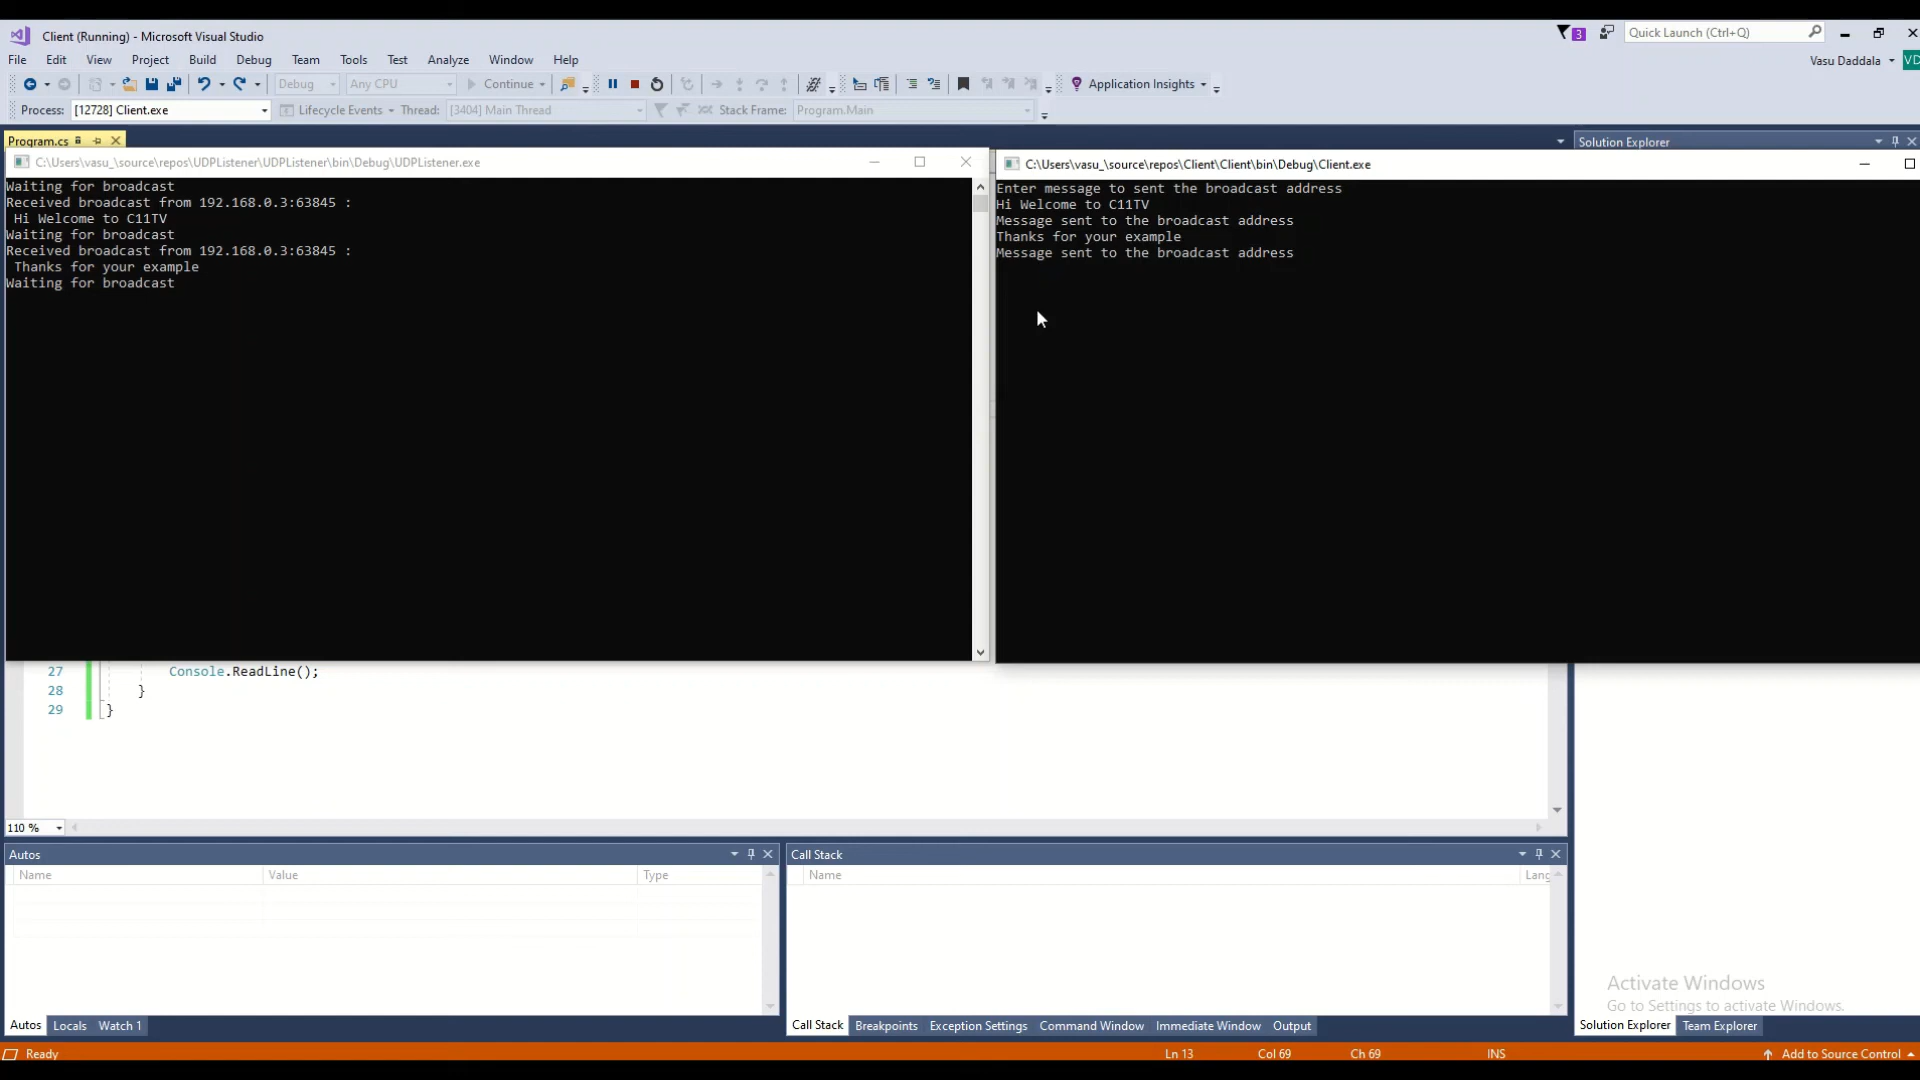 Client (Running) - Microsoft Visual Studio
3
Quick Launch (Ctrl+Q)
File Edit View Project Build Debug Team Tools Test Analyze Window Help
Vasu Daddala
VD
Debug Any CPU Continue Application Insights
Process: [12728] Client.exe Lifecycle Events Thread: [3404] Main Thread Stack Frame: Program.Main
Program.cs
Solution Explorer
C:\Users\vasu_\source\repos\UDPListener\UDPListener\bin\Debug\UDPListener.exe
Waiting for broadcast
Received broadcast from 192.168.0.3:63845 :
Hi Welcome to C11TV
Waiting for broadcast
Received broadcast from 192.168.0.3:63845 :
Thanks for your example
Waiting for broadcast
C:\Users\vasu_\source\repos\Client\Client\bin\Debug\Client.exe
Enter message to sent the broadcast address
Hi Welcome to C11TV
Message sent to the broadcast address
Thanks for your example
Message sent to the broadcast address
27 Console.ReadLine();
28 }
29 }
110 %
Autos
Name Value Type
Call Stack
Name Lang
Activate Windows
Go to Settings to activate Windows.
Autos Locals Watch 1
Call Stack Breakpoints Exception Settings Command Window Immediate Window Output
Solution Explorer Team Explorer
Ready Ln 13 Col 69 Ch 69 INS Add to Source Control